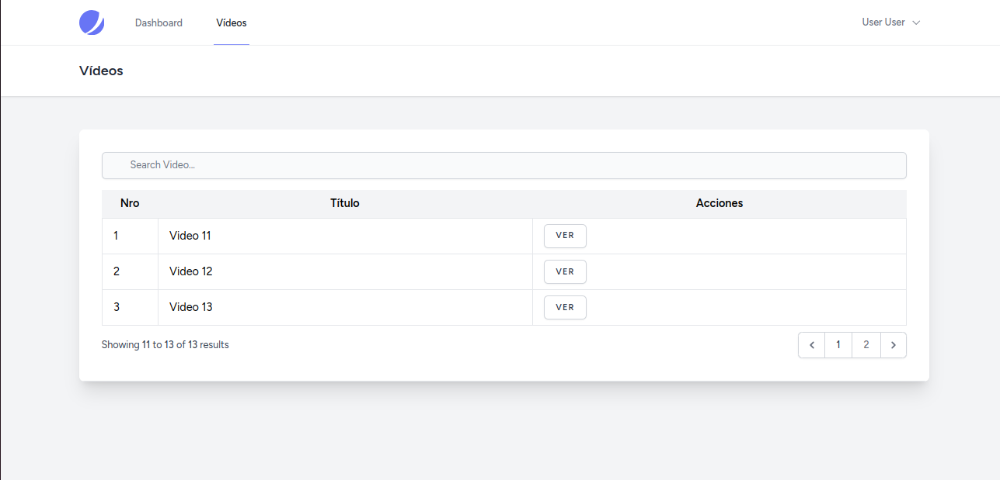 Dashboard Vídeos User User
Vídeos
Search Video...
Nro Título Acciones
1 Video 11 VER
2 Video 12 VER
3 Video 13 VER
Showing 11 to 13 of 13 results 1 2